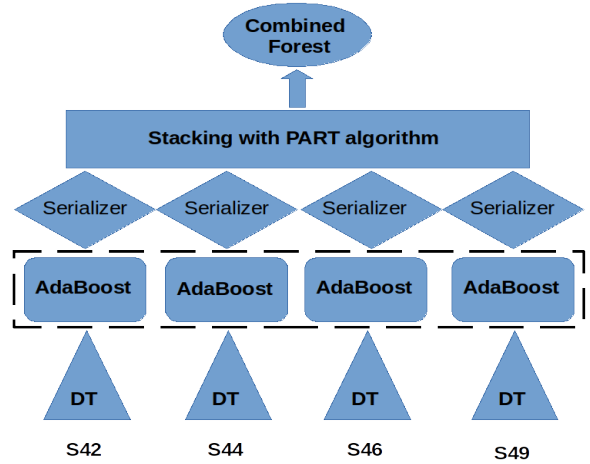 Combined
Forest
Stacking with PART algorithm
Serializer Serializer Serializer Serializer
AdaBoost AdaBoost AdaBoost AdaBoost
DT DT DT DT
S42 S44 S46 S49